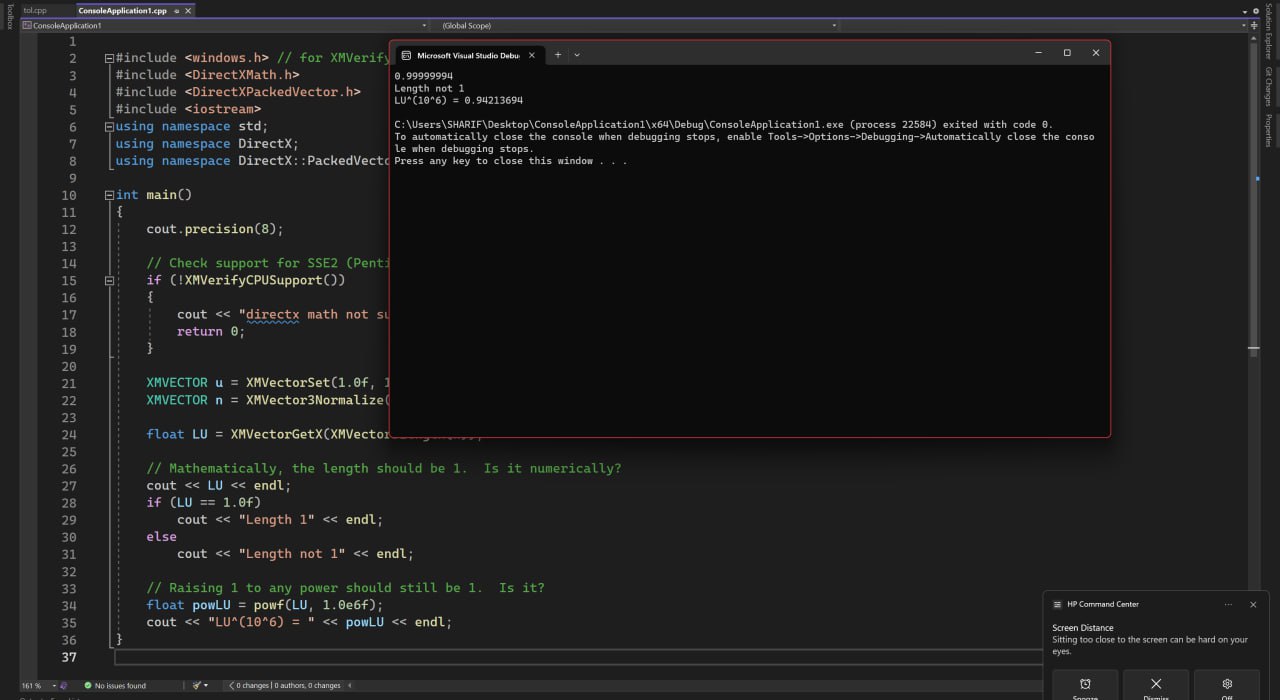 tol.cpp
ConsoleApplication1.cpp
Toolbox
ConsoleApplication1
(Global Scope)
Solution Explorer
Git Changes
Properties
1
2 #include <windows.h> // for XMVerify
3 #include <DirectXMath.h>
4 #include <DirectXPackedVector.h>
5 #include <iostream>
6 using namespace std;
7 using namespace DirectX;
8 using namespace DirectX::PackedVecto
9
10 int main()
11 {
12 cout.precision(8);
13
14 // Check support for SSE2 (Penti
15 if (!XMVerifyCPUSupport())
16 {
17 cout << "directx math not su
18 return 0;
19 }
20
21 XMVECTOR u = XMVectorSet(1.0f, 1
22 XMVECTOR n = XMVector3Normalize(
23
24 float LU = XMVectorGetX(XMVector
25
26 // Mathematically, the length should be 1.  Is it numerically?
27 cout << LU << endl;
28 if (LU == 1.0f)
29 cout << "Length 1" << endl;
30 else
31 cout << "Length not 1" << endl;
32
33 // Raising 1 to any power should still be 1.  Is it?
34 float powLU = powf(LU, 1.0e6f);
35 cout << "LU^(10^6) = " << powLU << endl;
36 }
37
Microsoft Visual Studio Debu
0.99999994
Length not 1
LU^(10^6) = 0.94213694
C:\Users\SHARIF\Desktop\ConsoleApplication1\x64\Debug\ConsoleApplication1.exe (process 22584) exited with code 0.
To automatically close the console when debugging stops, enable Tools->Options->Debugging->Automatically close the conso
le when debugging stops.
Press any key to close this window . . .
HP Command Center
Screen Distance
Sitting too close to the screen can be hard on your
eyes.
Snooze
Dismiss
Off
161 %
No issues found
0 changes | 0 authors, 0 changes